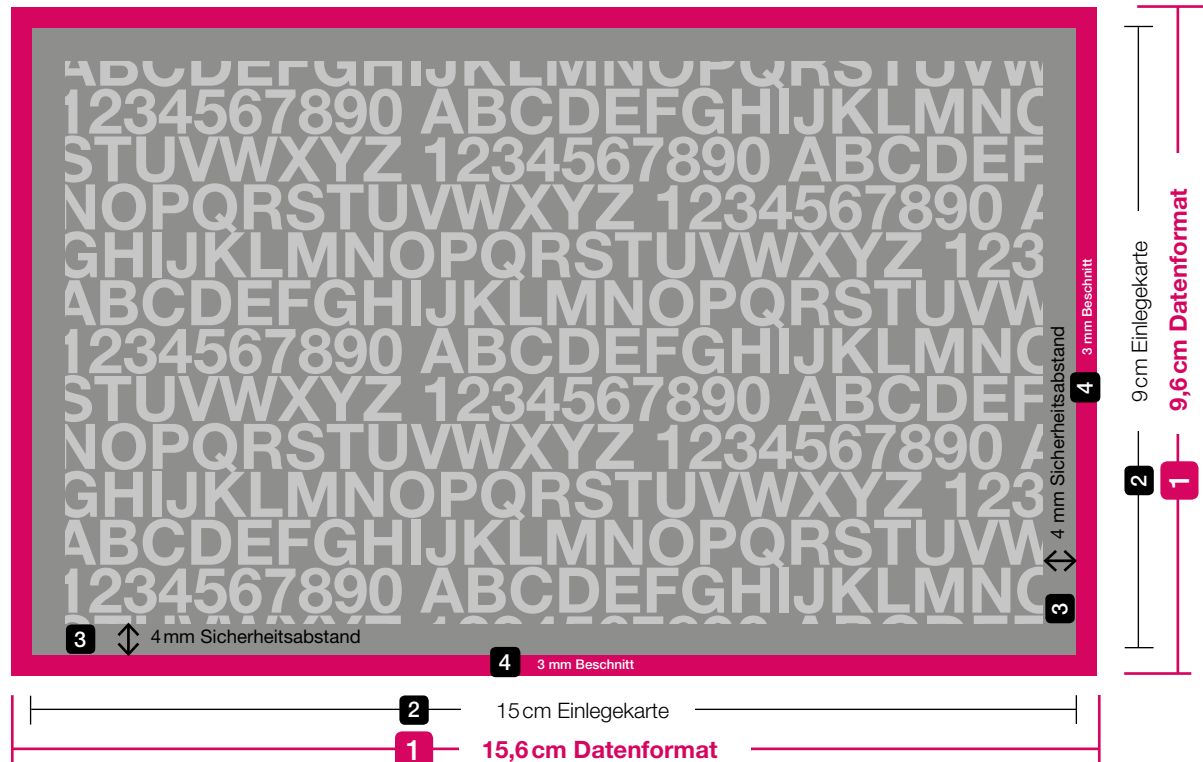 ABCDEFGHIJKLMNOPQRSTUVW
1234567890 ABCDEFGHIJKLMNO
STUVWXYZ 1234567890 ABCDEF
NOPQRSTUVWXYZ 1234567890 A
GHIJKLMNOPQRSTUVWXYZ 123
ABCDEFGHIJKLMNOPQRSTUVW
1234567890 ABCDEFGHIJKLMNO
STUVWXYZ 1234567890 ABCDEF
NOPQRSTUVWXYZ 1234567890 A
GHIJKLMNOPQRSTUVWXYZ 123
ABCDEFGHIJKLMNOPQRSTUVW
1234567890 ABCDEFGHIJKLMNO
STUVWXYZ 1234567890 ABCDEF
3 4 mm Sicherheitsabstand
4 3 mm Beschnitt
2 15 cm Einlegekarte
1 15,6 cm Datenformat
3 4 mm Sicherheitsabstand
4 3 mm Beschnitt
2 9 cm Einlegekarte
1 9,6 cm Datenformat